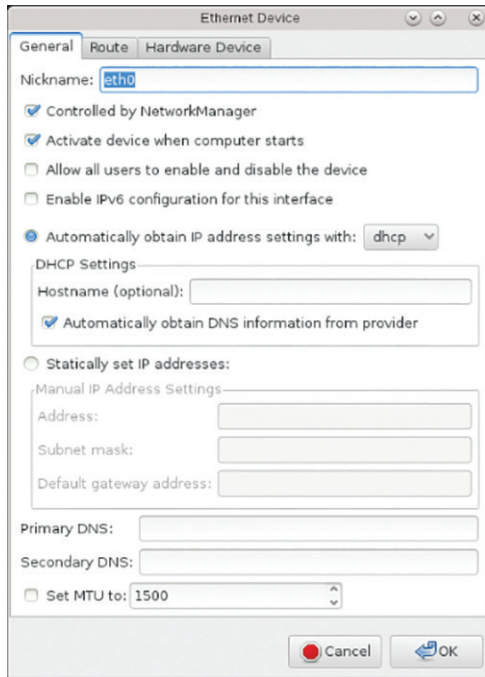 Ethernet Device
General Route Hardware Device
Nickname: eth0
Controlled by NetworkManager
Activate device when computer starts
Allow all users to enable and disable the device
Enable IPv6 configuration for this interface
Automatically obtain IP address settings with: dhcp
DHCP Settings
Hostname (optional):
Automatically obtain DNS information from provider
Statically set IP addresses:
Manual IP Address Settings
Address:
Subnet mask:
Default gateway address:
Primary DNS:
Secondary DNS:
Set MTU to: 1500
Cancel OK